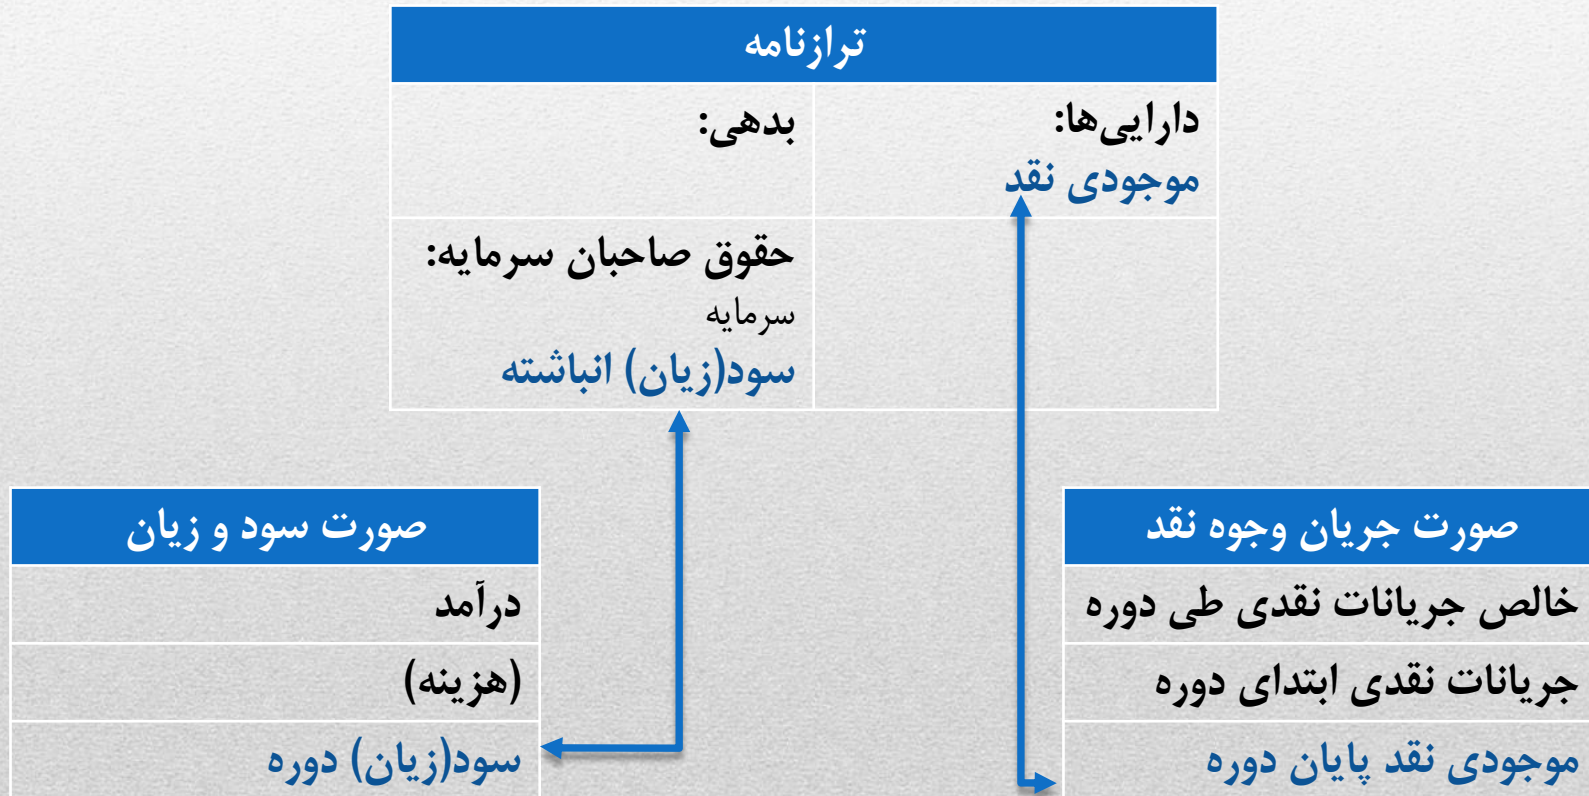 ترازنامه
دارایی‌ها:
موجودی نقد
بدهی:
حقوق صاحبان سرمایه:
سرمایه
سود(زیان) انباشته
صورت جریان وجوه نقد
خالص جریانات نقدی طی دوره
جریانات نقدی ابتدای دوره
موجودی نقد پایان دوره
صورت سود و زیان
درآمد
(هزینه)
سود(زیان) دوره